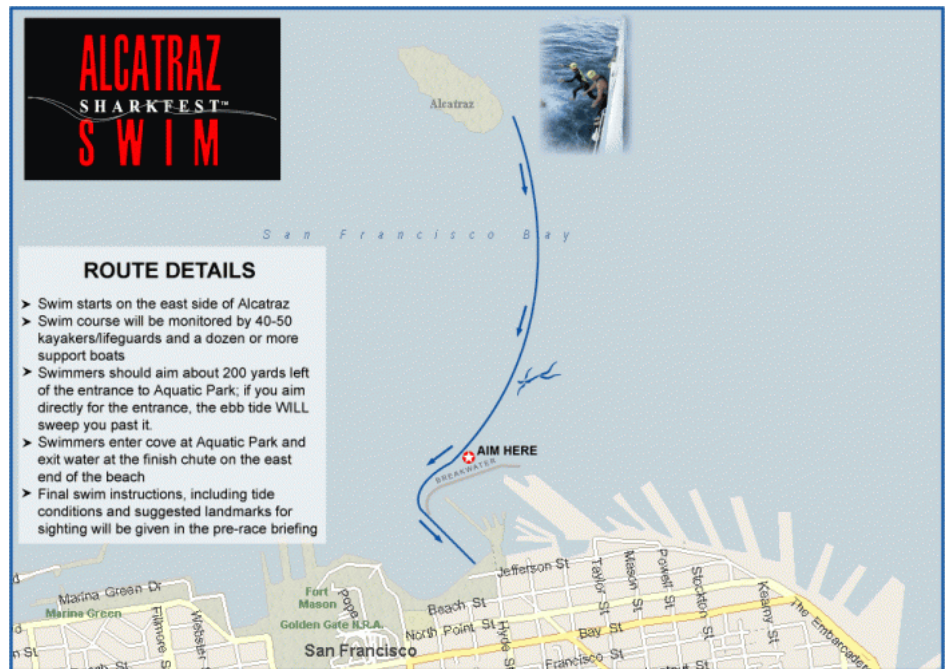 ALCATRAZ
SHARKFEST™
SWIM
Alcatraz
San Francisco Bay
ROUTE DETAILS
➤ Swim starts on the east side of Alcatraz
➤ Swim course will be monitored by 40-50
kayakers/lifeguards and a dozen or more
support boats
➤ Swimmers should aim about 200 yards left
of the entrance to Aquatic Park; if you aim
directly for the entrance, the ebb tide WILL
sweep you past it.
➤ Swimmers enter cove at Aquatic Park and
exit water at the finish chute on the east
end of the beach
➤ Final swim instructions, including tide
conditions and suggested landmarks for
sighting will be given in the pre-race briefing
AIM HERE
BREAKWATER
Marina Green Dr
Marina Green
Fillmore St
Webster
Fort
Mason
Pope
Golden Gate N.R.A.
San Francisco
Jefferson St
Beach St
North Point St
Hyde St
Bay St
Francisco St
Taylor St
Mason St
Powell St
Stockton St
Kearny St
The Embarcadero